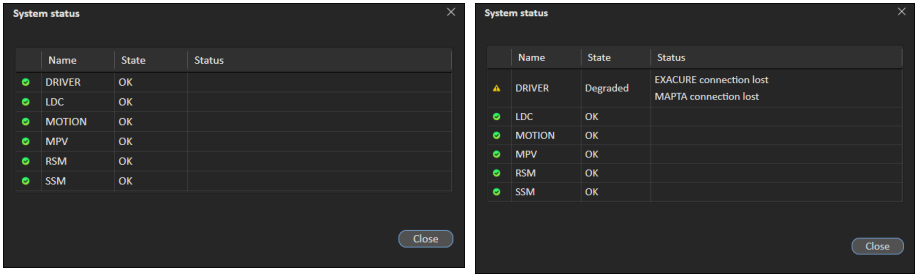 System status
Name State Status
DRIVER OK
LDC OK
MOTION OK
MPV OK
RSM OK
SSM OK
Close
System status
Name State Status
DRIVER Degraded EXACURE connection lost
MAPTA connection lost
LDC OK
MOTION OK
MPV OK
RSM OK
SSM OK
Close